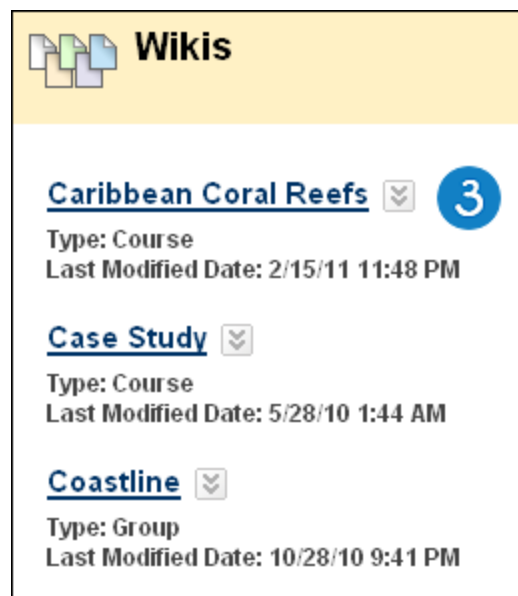 Wikis
Caribbean Coral Reefs 3
Type: Course
Last Modified Date: 2/15/11 11:48 PM
Case Study
Type: Course
Last Modified Date: 5/28/10 1:44 AM
Coastline
Type: Group
Last Modified Date: 10/28/10 9:41 PM